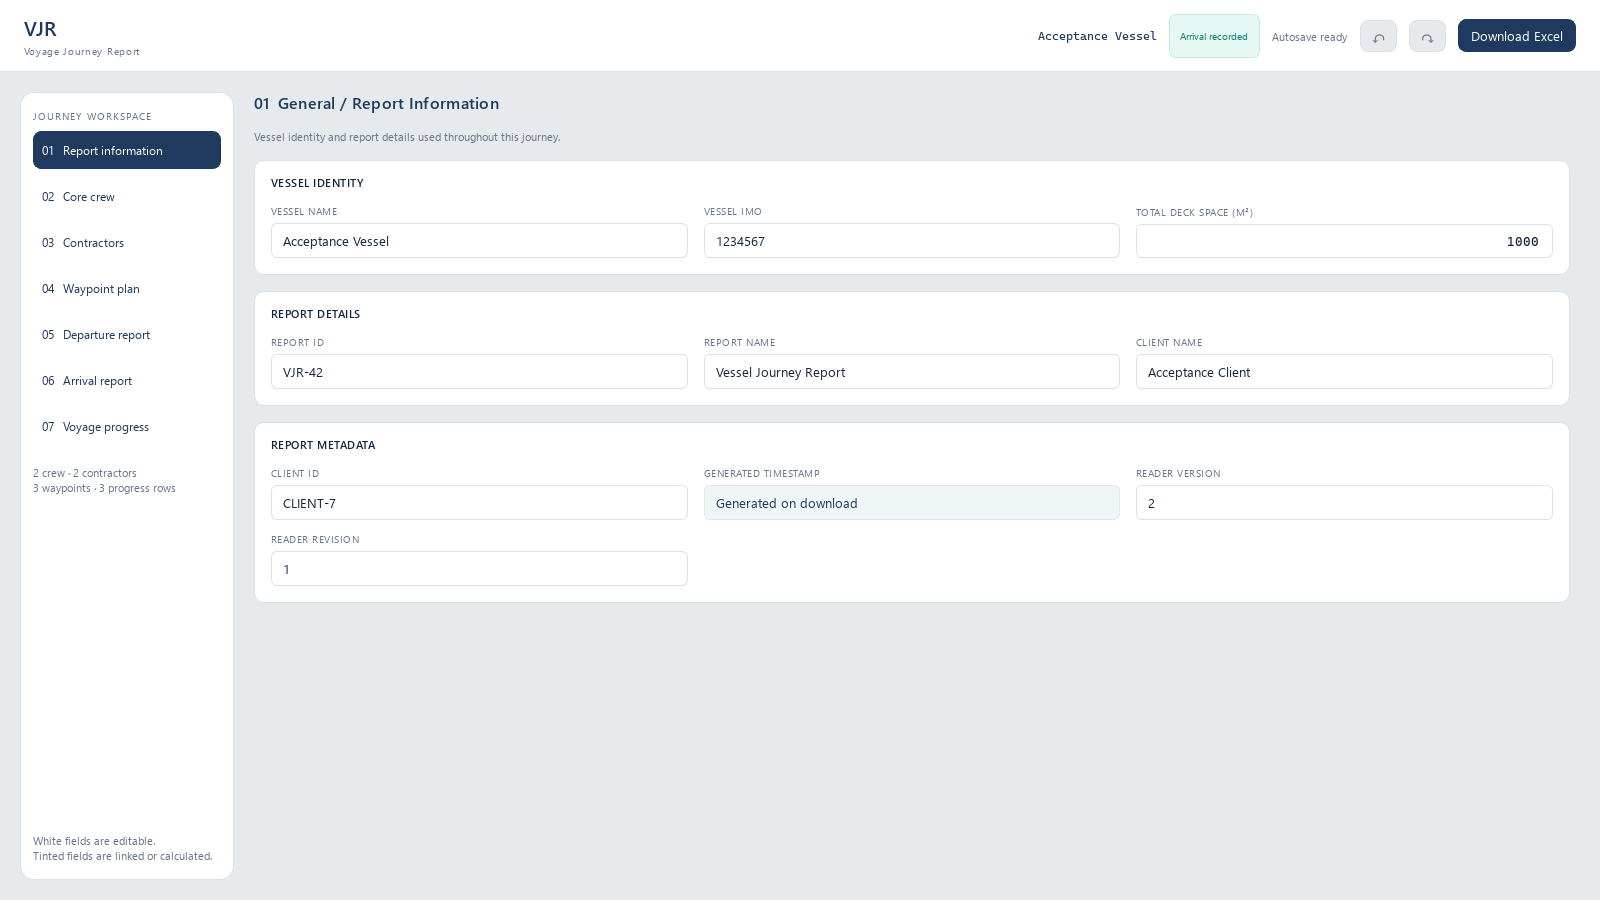 VJR
Voyage Journey Report
Acceptance Vessel
Arrival recorded
Autosave ready
Download Excel
JOURNEY WORKSPACE
01 Report information
02 Core crew
03 Contractors
04 Waypoint plan
05 Departure report
06 Arrival report
07 Voyage progress
2 crew · 2 contractors
3 waypoints · 3 progress rows
White fields are editable.
Tinted fields are linked or calculated.
01 General / Report Information
Vessel identity and report details used throughout this journey.
VESSEL IDENTITY
VESSEL NAME
Acceptance Vessel
VESSEL IMO
1234567
TOTAL DECK SPACE (M²)
1000
REPORT DETAILS
REPORT ID
VJR-42
REPORT NAME
Vessel Journey Report
CLIENT NAME
Acceptance Client
REPORT METADATA
CLIENT ID
CLIENT-7
GENERATED TIMESTAMP
Generated on download
READER VERSION
2
READER REVISION
1